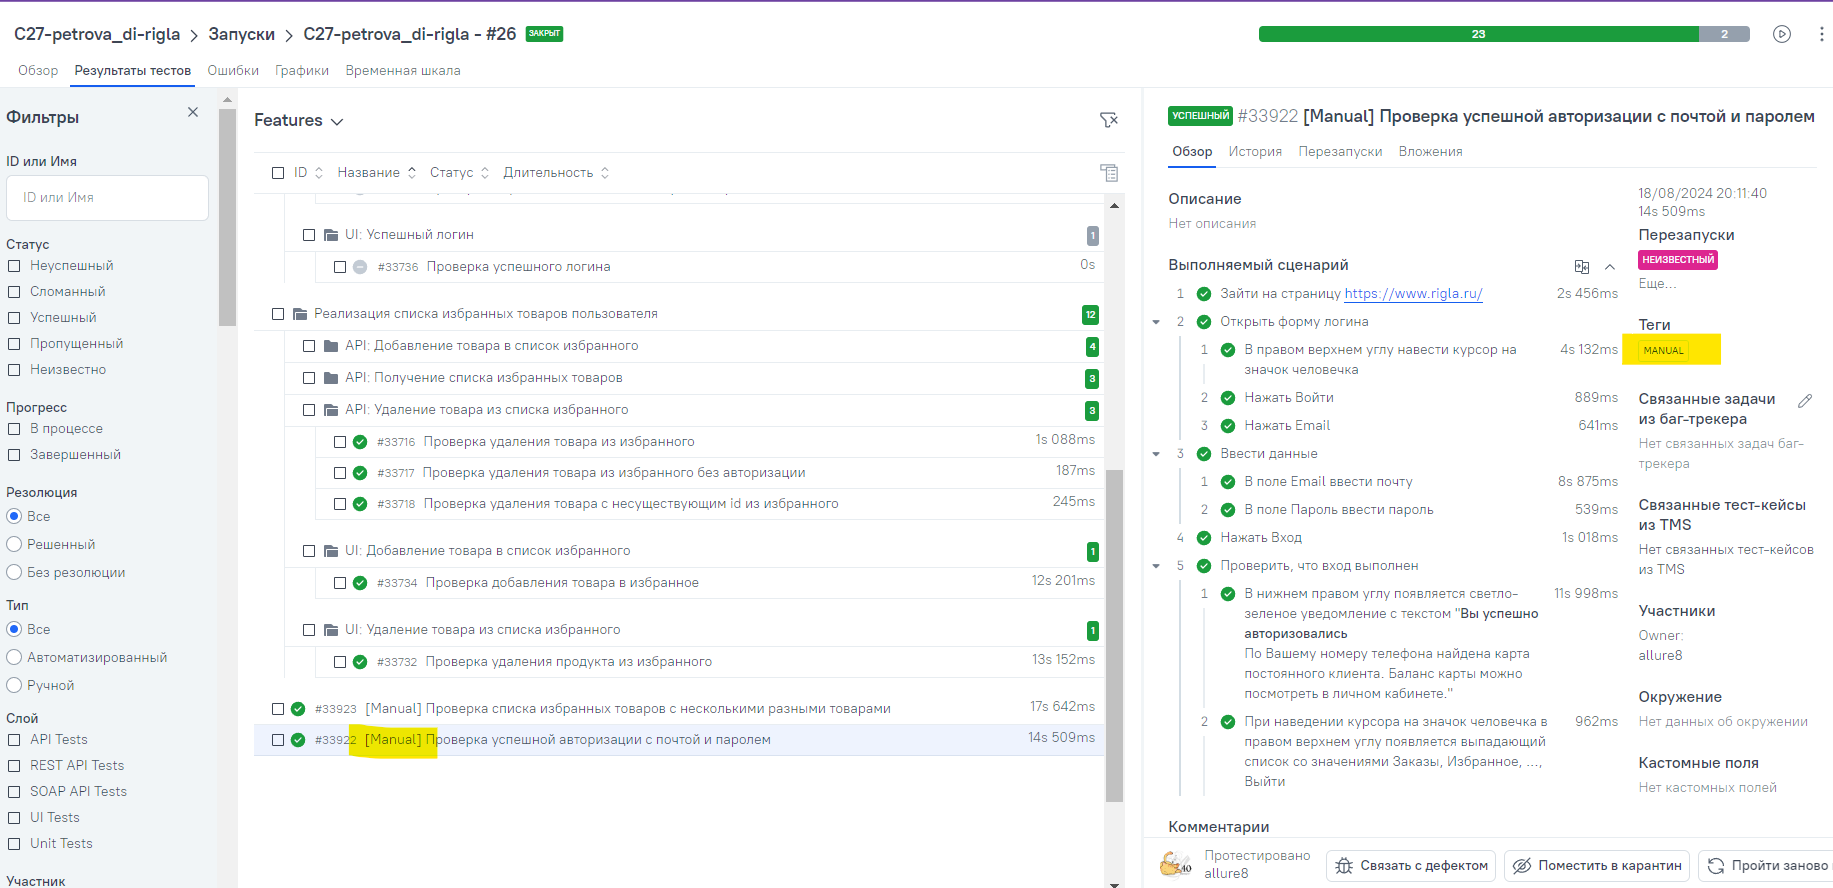 C27-petrova_di-rigla > Запуски > C27-petrova_di-rigla - #26 ЗАКРЫТ
23 2
Обзор Результаты тестов Ошибки Графики Временная шкала
Фильтры
ID или Имя
ID или Имя
Статус
Неуспешный
Сломанный
Успешный
Пропущенный
Неизвестно
Прогресс
В процессе
Завершенный
Резолюция
Все
Решенный
Без резолюции
Тип
Все
Автоматизированный
Ручной
Слой
API Tests
REST API Tests
SOAP API Tests
UI Tests
Unit Tests
Участник
Features
ID Название Статус Длительность
UI: Успешный логин 1
#33736 Проверка успешного логина 0s
Реализация списка избранных товаров пользователя 12
API: Добавление товара в список избранного 4
API: Получение списка избранных товаров 3
API: Удаление товара из списка избранного 3
#33716 Проверка удаления товара из избранного 1s 088ms
#33717 Проверка удаления товара из избранного без авторизации 187ms
#33718 Проверка удаления товара с несуществующим id из избранного 245ms
UI: Добавление товара в список избранного 1
#33734 Проверка добавления товара в избранное 12s 201ms
UI: Удаление товара из списка избранного 1
#33732 Проверка удаления продукта из избранного 13s 152ms
#33923 [Manual] Проверка списка избранных товаров с несколькими разными товарами 17s 642ms
#33922 [Manual] Проверка успешной авторизации с почтой и паролем 14s 509ms
УСПЕШНЫЙ #33922 [Manual] Проверка успешной авторизации с почтой и паролем
Обзор История Перезапуски Вложения
Описание
Нет описания
Выполняемый сценарий
1 Зайти на страницу https://www.rigla.ru/ 2s 456ms
2 Открыть форму логина
1 В правом верхнем углу навести курсор на 4s 132ms
значок человечка
2 Нажать Войти 889ms
3 Нажать Email 641ms
3 Ввести данные
1 В поле Email ввести почту 8s 875ms
2 В поле Пароль ввести пароль 539ms
4 Нажать Вход 1s 018ms
5 Проверить, что вход выполнен
1 В нижнем правом углу появляется светло- 11s 998ms
зеленое уведомление с текстом "Вы успешно
авторизовались
По Вашему номеру телефона найдена карта
постоянного клиента. Баланс карты можно
посмотреть в личном кабинете."
2 При наведении курсора на значок человечка в 962ms
правом верхнем углу появляется выпадающий
список со значениями Заказы, Избранное, ...,
Выйти
18/08/2024 20:11:40
14s 509ms
Перезапуски
НЕИЗВЕСТНЫЙ
Еще...
Теги
MANUAL
Связанные задачи
из баг-трекера
Нет связанных задач баг-
трекера
Связанные тест-кейсы
из TMS
Нет связанных тест-кейсов
из TMS
Участники
Owner:
allure8
Окружение
Нет данных об окружении
Кастомные поля
Нет кастомных полей
Комментарии
Протестировано
allure8
Связать с дефектом Поместить в карантин Пройти заново